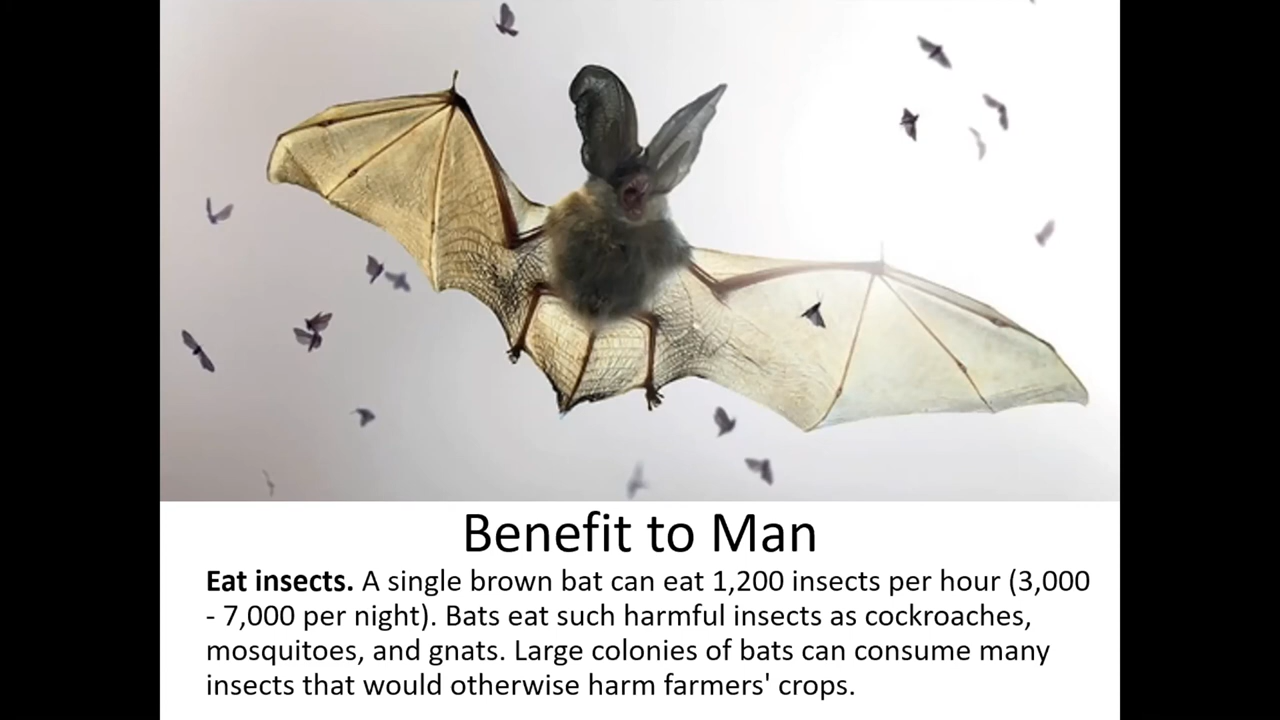 Benefit to Man
Eat insects. A single brown bat can eat 1,200 insects per hour (3,000
- 7,000 per night). Bats eat such harmful insects as cockroaches,
mosquitoes, and gnats. Large colonies of bats can consume many
insects that would otherwise harm farmers' crops.